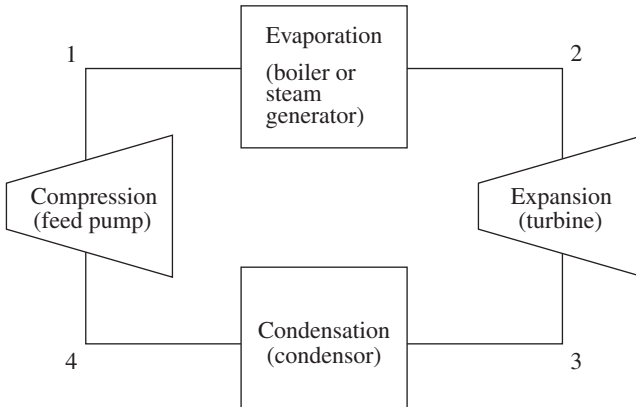 1
Evaporation
(boiler or
steam
generator)
2
Compression
(feed pump)
Expansion
(turbine)
4
Condensation
(condensor)
3